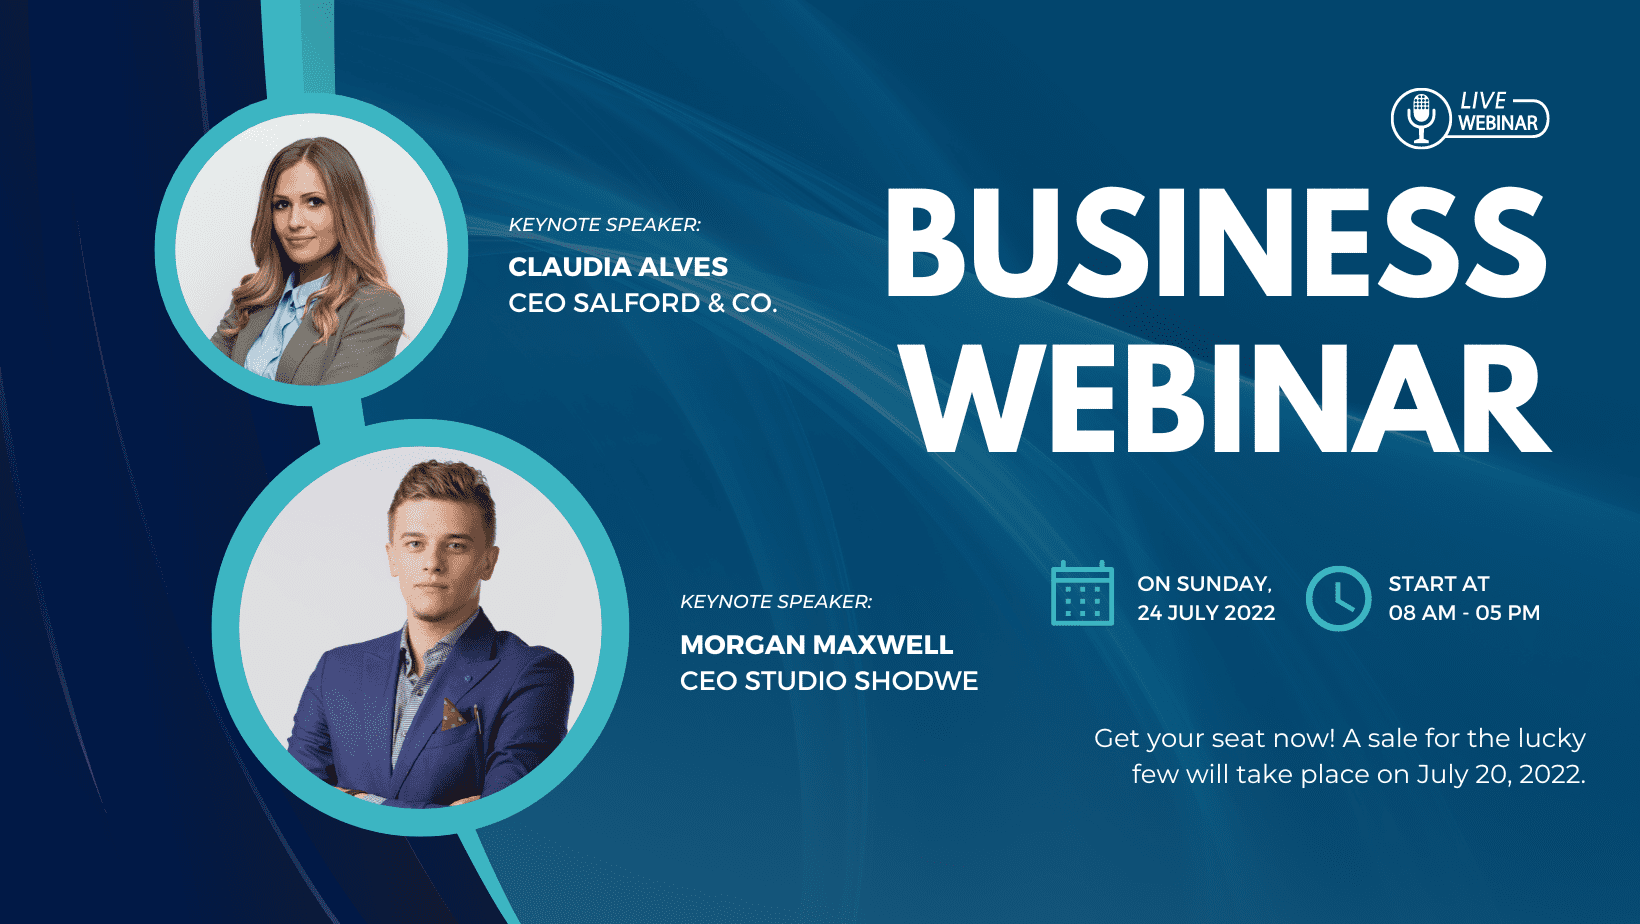 LIVE
WEBINAR
BUSINESS
WEBINAR
KEYNOTE SPEAKER:
CLAUDIA ALVES
CEO SALFORD & CO.
KEYNOTE SPEAKER:
MORGAN MAXWELL
CEO STUDIO SHODWE
ON SUNDAY,
24 JULY 2022
START AT
08 AM - 05 PM
Get your seat now! A sale for the lucky
few will take place on July 20, 2022.